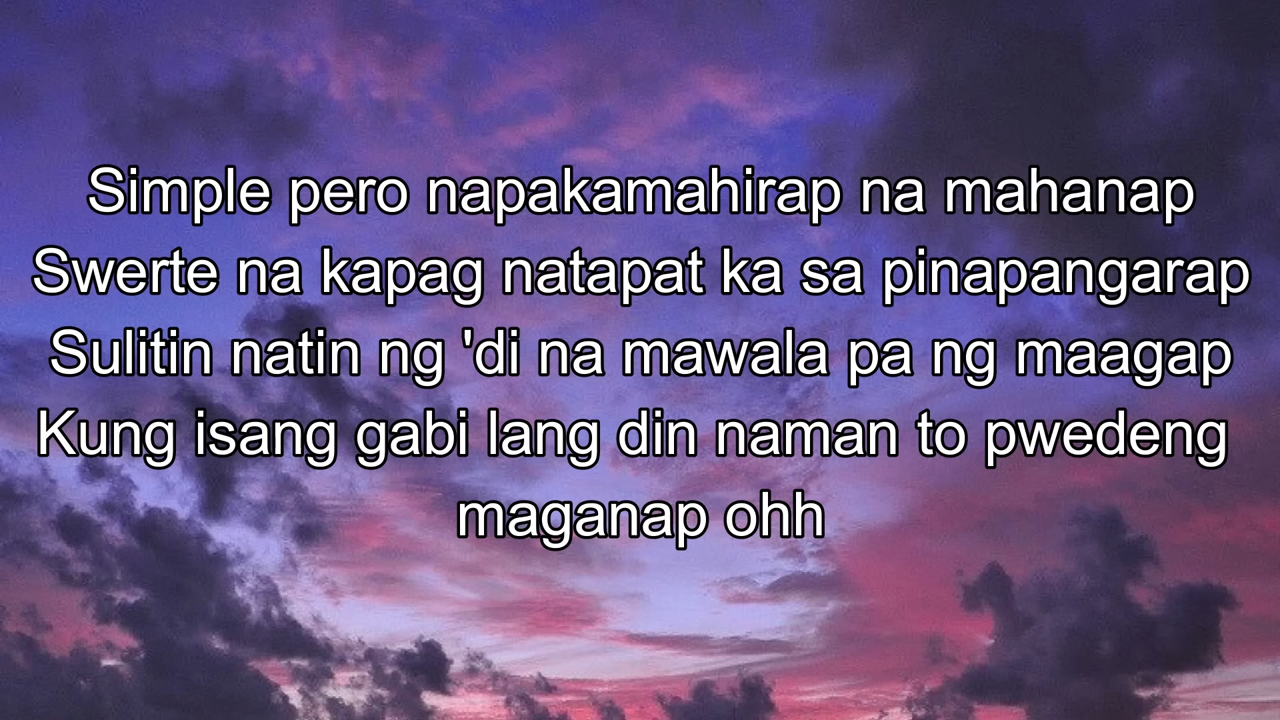 Simple pero napakamahirap na mahanap
Swerte na kapag natapat ka sa pinapangarap
Sulitin natin ng 'di na mawala pa ng maagap
Kung isang gabi lang din naman to pwedeng
maganap ohh